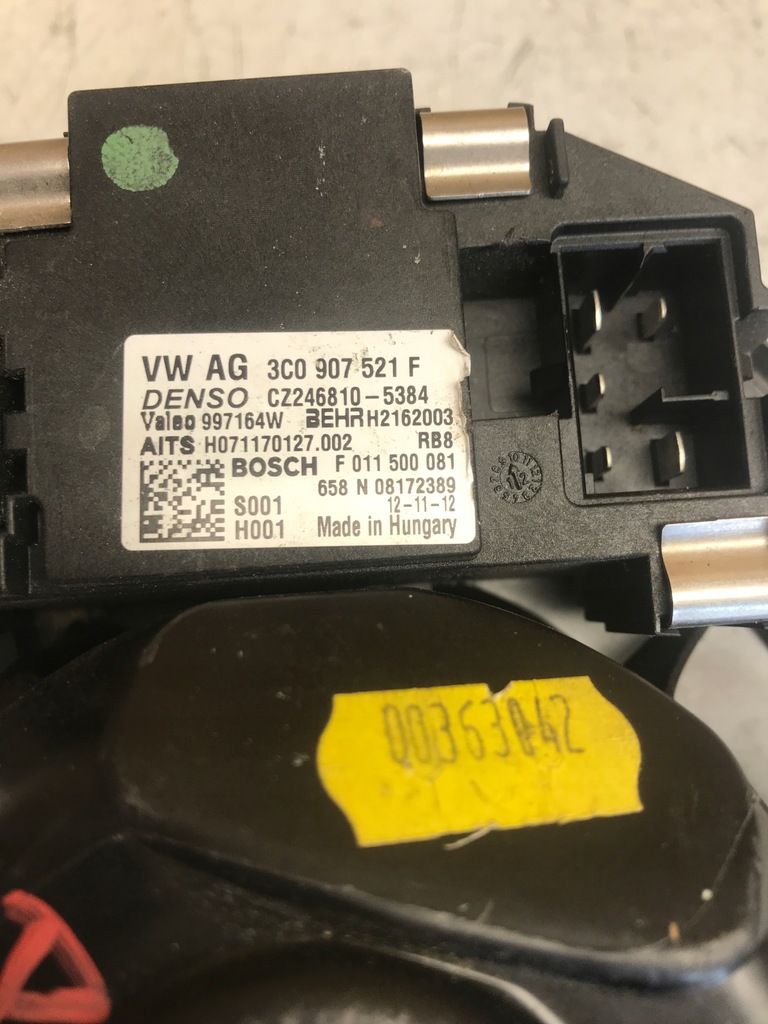 VW AG 3C0 907 521 F
DENSO CZ246810-5384
Valeo 997164W BEHR H2162003
AITS H071170127.002 RB8
BOSCH F 011 500 081
658 N 08172389
S001 12-11-12
H001 Made in Hungary
00363042